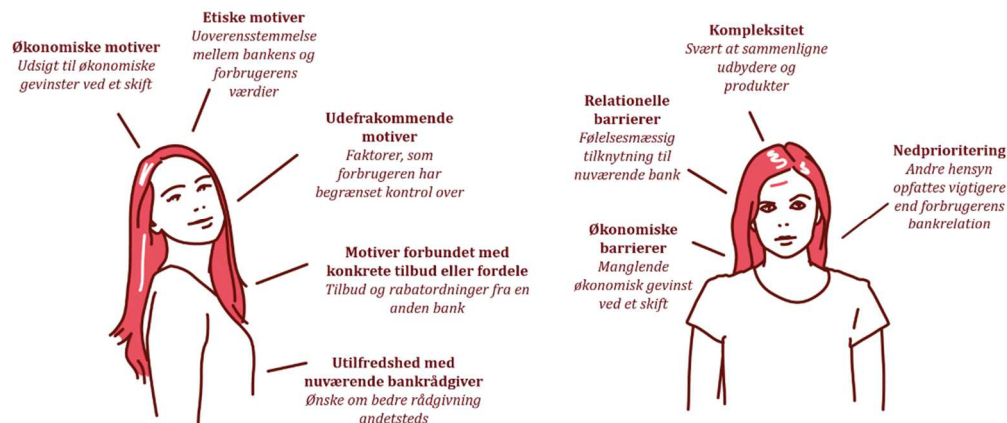 Økonomiske motiver
Udsigt til økonomiske
gevinster ved et skift
Etiske motiver
Uoverensstemmelse
mellem bankens og
forbrugerens
værdier
Udefrakommende
motiver
Faktorer, som
forbrugeren har
begrænset kontrol over
Motiver forbundet med
konkrete tilbud eller fordele
Tilbud og rabatordninger fra en
anden bank
Utilfredshed med
nuværende bankrådgiver
Ønske om bedre rådgivning
andetsteds
Kompleksitet
Svært at sammenligne
udbydere og
produkter
Relationelle
barrierer
Følelsesmæssig
tilknytning til
nuværende bank
Økonomiske
barrierer
Manglende
økonomisk gevinst
ved et skift
Nedprioritering
Andre hensyn
opfattes vigtigere
end forbrugerens
bankrelation